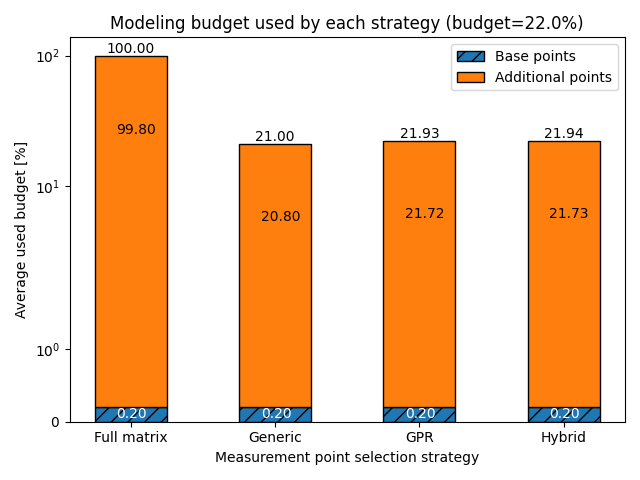 Modeling budget used by each strategy (budget=22.0%)
Base points
Additional points
100.00
21.00
21.93
21.94
99.80
20.80
21.72
21.73
0.20
0.20
0.20
0.20
10²
10¹
10⁰
0
Average used budget [%]
Full matrix
Generic
GPR
Hybrid
Measurement point selection strategy